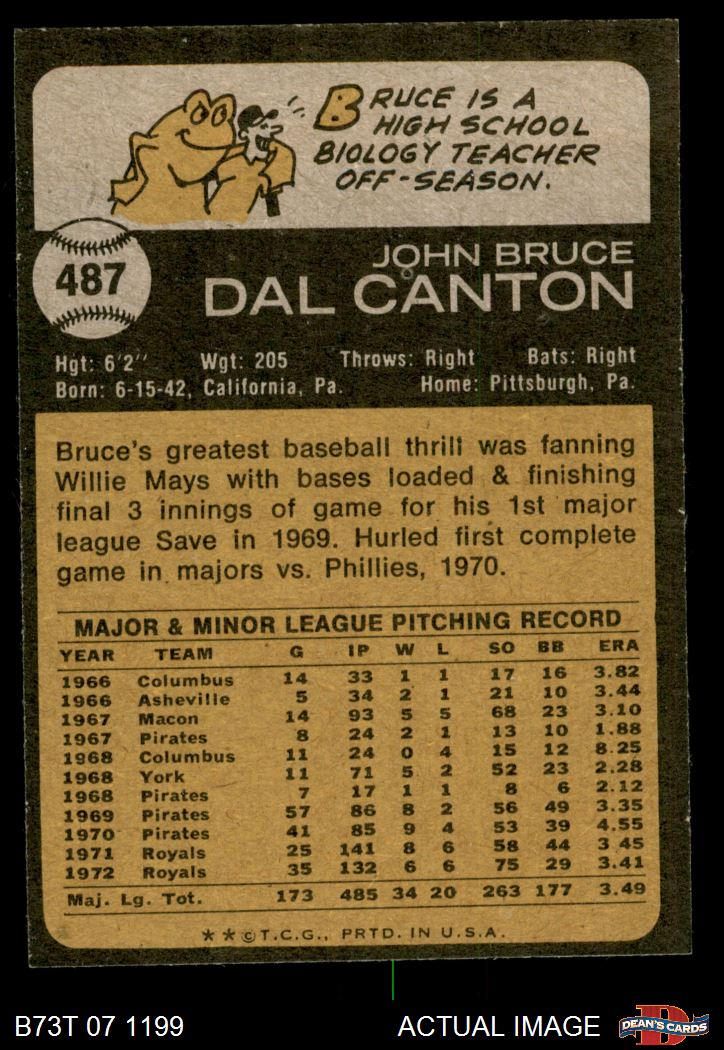 BRUCE IS A
HIGH SCHOOL
BIOLOGY TEACHER
OFF-SEASON.
487
JOHN BRUCE
DAL CANTON
Hgt: 6'2" Wgt: 205 Throws: Right Bats: Right
Born: 6-15-42, California, Pa. Home: Pittsburgh, Pa.
Bruce's greatest baseball thrill was fanning
Willie Mays with bases loaded & finishing
final 3 innings of game for his 1st major
league Save in 1969. Hurled first complete
game in majors vs. Phillies, 1970.
MAJOR & MINOR LEAGUE PITCHING RECORD
YEAR TEAM G IP W L SO BB ERA
1966 Columbus 14 33 1 1 17 16 3.82
1966 Asheville 5 34 2 1 21 10 3.44
1967 Macon 14 93 5 5 68 23 3.10
1967 Pirates 8 24 2 1 13 10 1.88
1968 Columbus 11 24 0 4 15 12 8.25
1968 York 11 71 5 2 52 23 2.28
1968 Pirates 7 17 1 1 8 6 2.12
1969 Pirates 57 86 8 2 56 49 3.35
1970 Pirates 41 85 9 4 53 39 4.55
1971 Royals 25 141 8 6 58 44 3.45
1972 Royals 35 132 6 6 75 29 3.41
Maj. Lg. Tot. 173 485 34 20 263 177 3.49
**©T.C.G., PRTD. IN U.S.A.
B73T 07 1199 ACTUAL IMAGE
D
DEAN'S CARDS